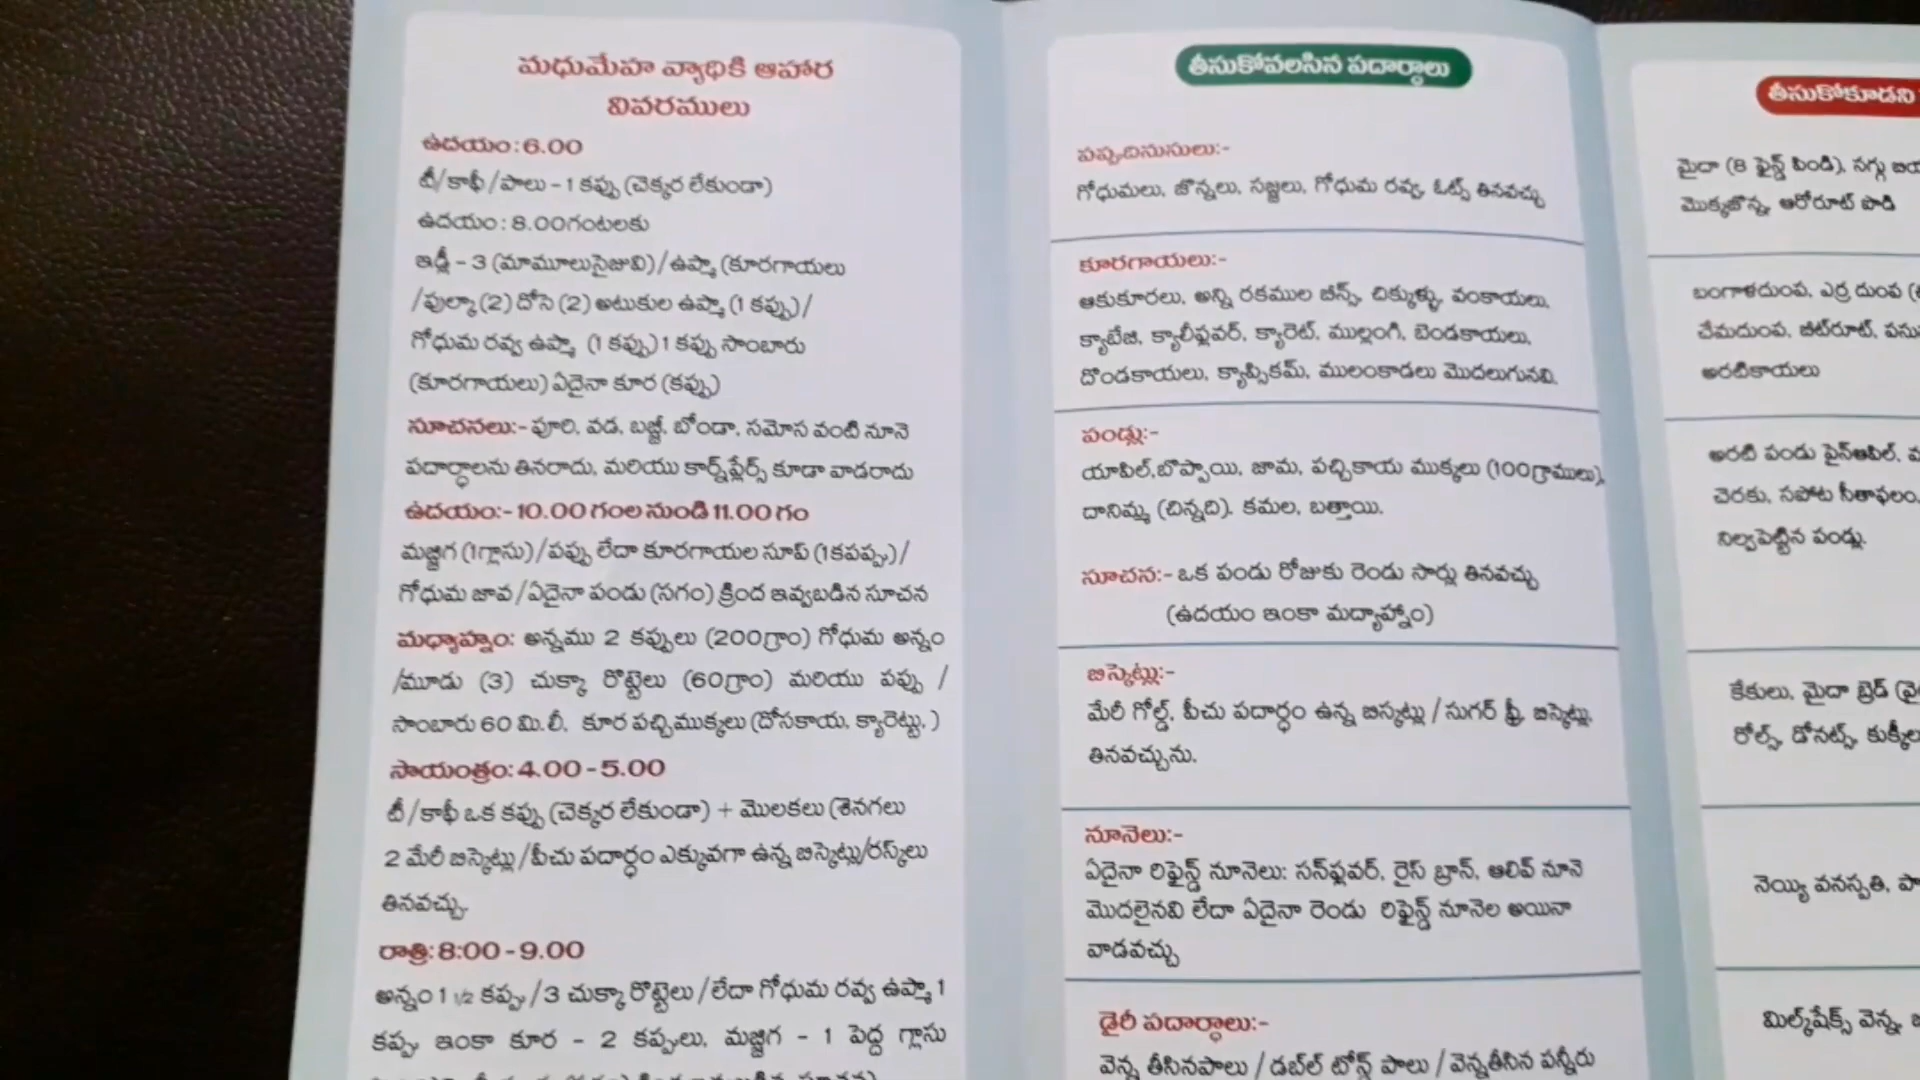 మధుమేహ వ్యాధికి ఆహార
వివరములు
ఉదయం:6.00
టీ/కాఫీ/పాలు - 1 కప్పు (చెక్కర లేకుండా)
ఉదయం : 8.00గంటలకు
ఇడ్లీ - 3 (మామూలుసైజువి)/ఉప్మా (కూరగాయలు
/పుల్కా (2) దోసె (2) అటుకుల ఉప్మా (1 కప్పు)/
గోధుమ రవ్వ ఉప్మా (1 కప్పు) 1 కప్పు సాంబారు
(కూరగాయలు) ఏదైనా కూర (కప్పు)
సూచనలు:- పూరి, వడ, బజ్జీ, బోండా, సమోస వంటి నూనె
పదార్థాలను తినరాదు, మరియు కార్న్‌ఫ్లేక్స్ కూడా వాడరాదు
ఉదయం:- 10.00 గంల నుండి 11.00 గం
మజ్జిగ (1గ్లాసు)/పప్పు లేదా కూరగాయల సూప్ (1కపప్పు)/
గోధుమ జావ/ఏదైనా పండు (సగం) క్రింద ఇవ్వబడిన సూచన
మధ్యాహ్నం: అన్నము 2 కప్పులు (200గ్రాం) గోధుమ అన్నం
/మూడు (3) చుక్కా రొట్టెలు (60గ్రాం) మరియు పప్పు /
సాంబారు 60 మి.లీ. కూర పచ్చిముక్కలు (దోసకాయ, క్యారెట్టు, )
సాయంత్రం:4.00-5.00
టీ/కాఫీ ఒక కప్పు (చెక్కర లేకుండా) + మొలకలు (శెనగలు
2 మేరీ బిస్కెట్లు/పీచు పదార్థం ఎక్కువగా ఉన్న బిస్కెట్లు/రస్క్‌లు
తినవచ్చు.
రాత్రి:8:00-9.00
అన్నం 1 1/2 కప్పు/3 చుక్కా రొట్టెలు/లేదా గోధుమ రవ్వ ఉప్మా 1
కప్పు ఇంకా కూర - 2 కప్పులు, మజ్జిగ - 1 పెద్ద గ్లాసు
తీసుకోవలసిన పదార్థాలు
పప్పుదినుసులు:-
గోధుమలు, జొన్నలు, సజ్జలు, గోధుమ రవ్వ, ఓట్స్ తినవచ్చు
కూరగాయలు:-
ఆకుకూరలు, అన్ని రకముల బీన్స్, చిక్కుళ్ళు, వంకాయలు,
క్యాబేజి, క్యాలీఫ్లవర్, క్యారెట్, ముల్లంగి, బెండకాయలు,
దొండకాయలు, క్యాప్సికమ్, ములంకాడలు మొదలుగునవి.
పండ్లు:-
యాపిల్,బొప్పాయి, జామ, పచ్చికాయ ముక్కలు (100గ్రాములు),
దానిమ్మ (చిన్నది). కమల, బత్తాయి.
సూచన:- ఒక పండు రోజుకు రెండు సార్లు తినవచ్చు
(ఉదయం ఇంకా మద్యాహ్నం)
బిస్కెట్లు:-
మేరీ గోల్డ్, పీచు పదార్థం ఉన్న బిస్కట్లు / సుగర్ ఫ్రీ బిస్కెట్లు,
తినవచ్చును.
నూనెలు:-
ఏదైనా రిఫైన్డ్ నూనెలు: సన్‌ఫ్లవర్, రైస్ బ్రాన్, ఆలివ్ నూనె
మొదలైనవి లేదా ఏదైనా రెండు రిఫైన్డ్ నూనెల అయినా
వాడవచ్చు
డైరీ పదార్థాలు:-
వెన్న తీసినపాలు / డబల్ టోన్డ్ పాలు / వెన్నతీసిన పన్నీరు
తీసుకోకూడని
మైదా (8 ఫైన్డ్ పిండి), సగ్గు
మొక్కజొన్న, ఆరోరూట్ పొడి
బంగాళదుంప, ఎర్ర దుంప
చేమదుంప, బీట్‌రూట్,
అరటికాయలు
అరటి పండు పైన్ఆపిల్,
చెరకు, సపోట సీతాఫలం,
నిల్వపెట్టిన పండ్లు.
కేకులు, మైదా బ్రెడ్
రోల్స్, డోనట్స్,
నెయ్యి వనస్పతి,
మిల్క్‌షేక్స్ వెన్న,